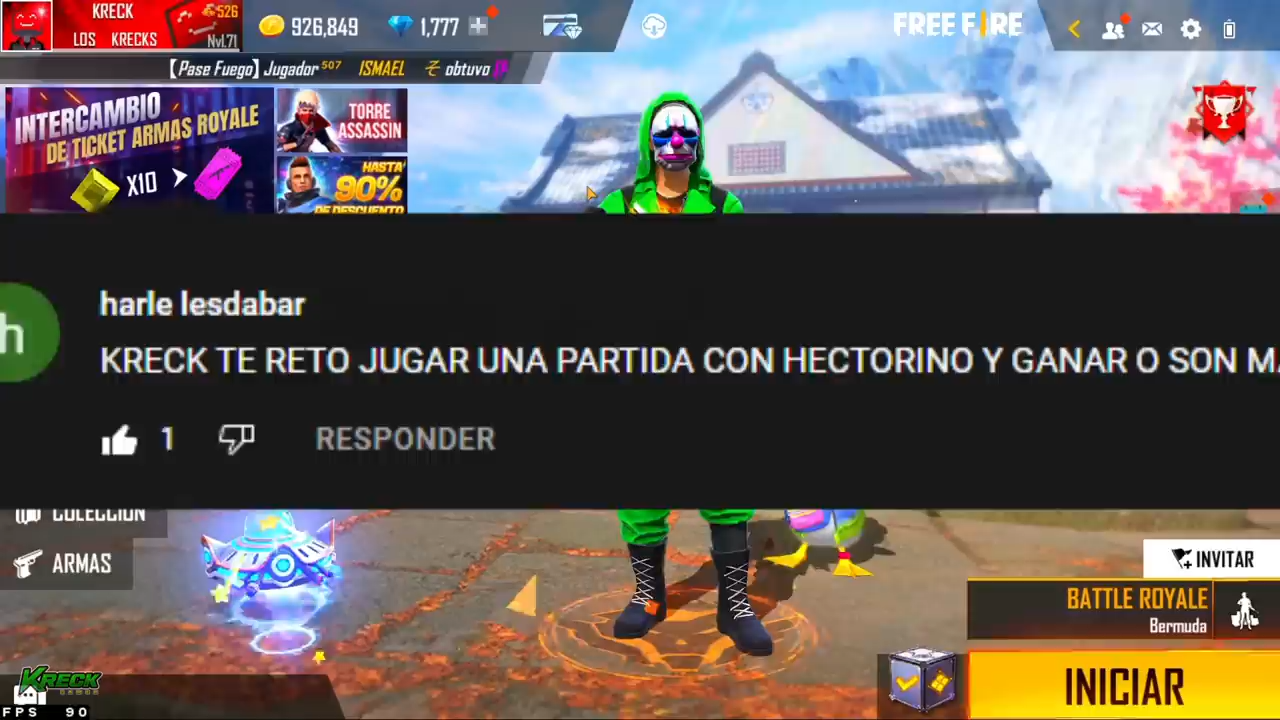 KRECK
526
LOS KRECKS
Nvl.71
926,849
1,777
FREE FIRE
【Pase Fuego】 Jugador⁵⁰⁷ ISMAEL obtuvo
INTERCAMBIO
DE TICKET ARMAS ROYALE
X10
TORRE
ASSASSIN
HASTA
90%
DE DESCUENTO
h
harle lesdabar
KRECK TE RETO JUGAR UNA PARTIDA CON HECTORINO Y GANAR O SON
1
RESPONDER
COLECCIÓN
ARMAS
INVITAR
BATTLE ROYALE
Bermuda
INICIAR
KRECK
GAMES
FPS 90